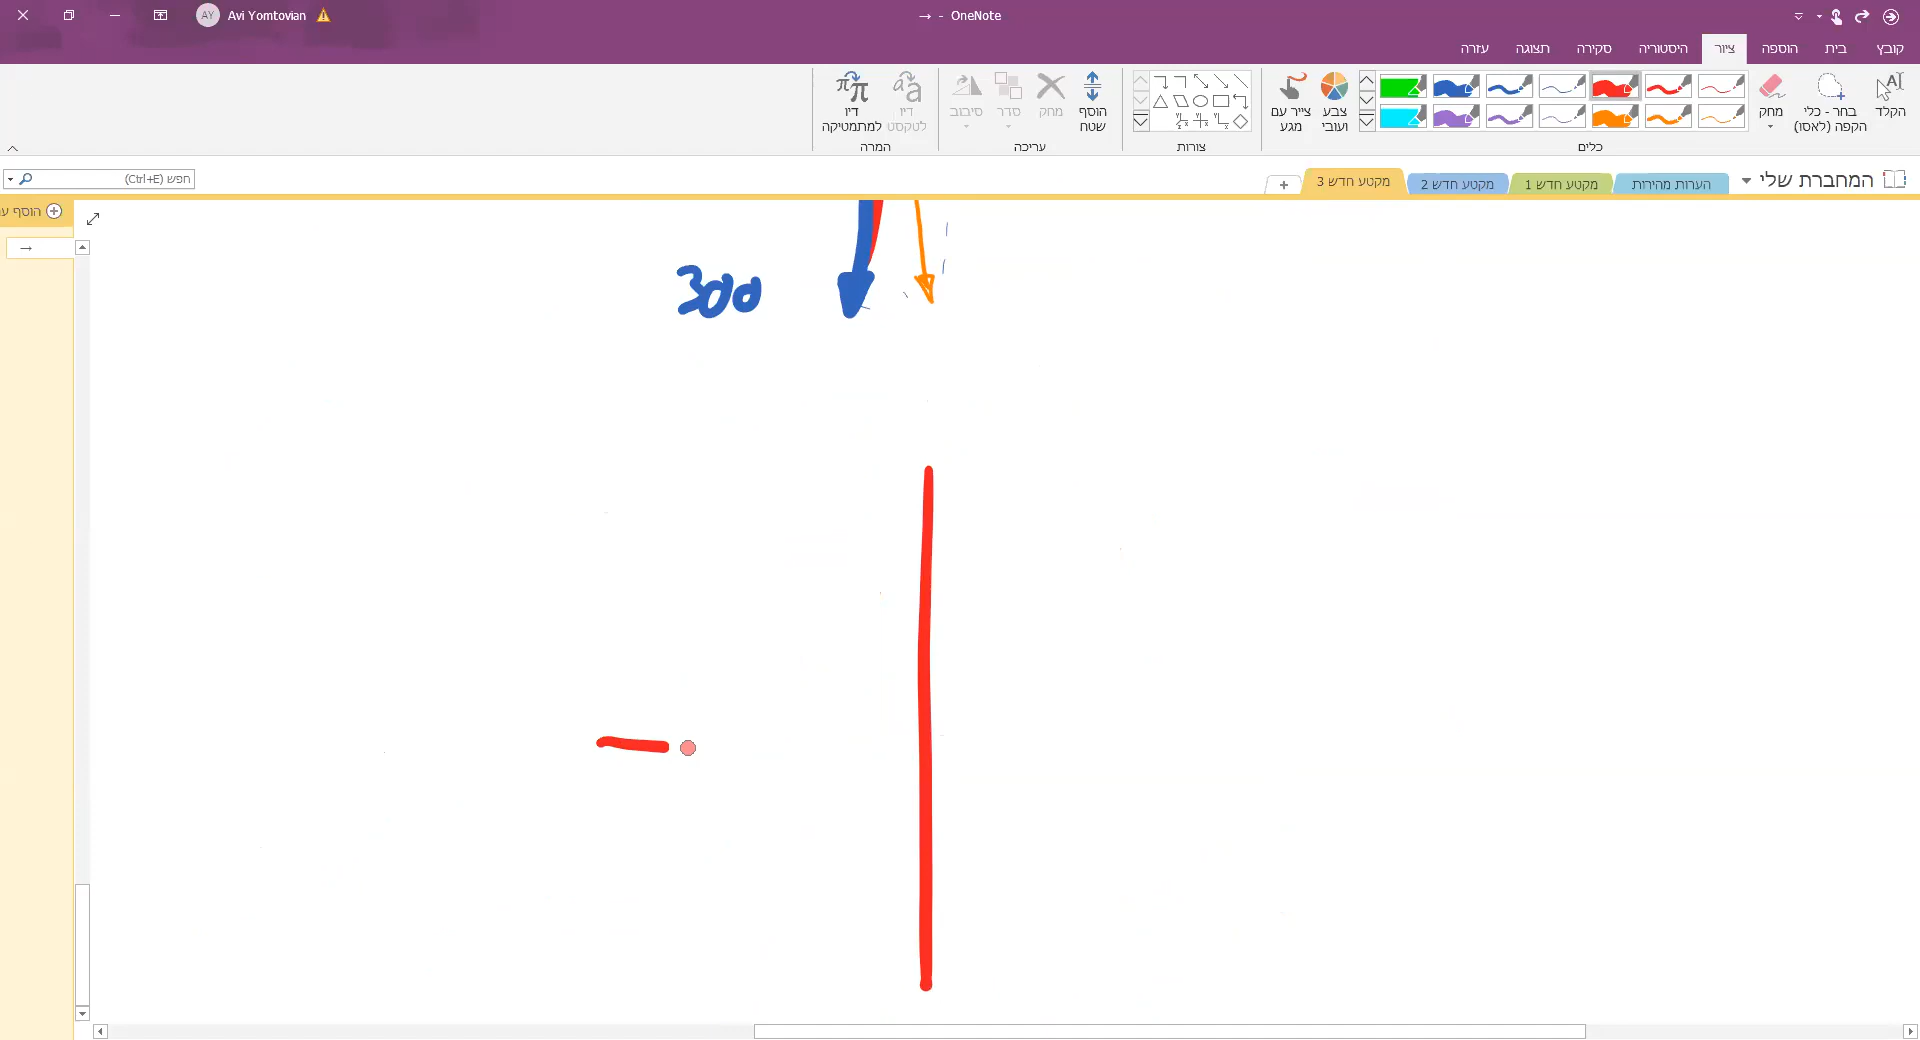 Avi Yomtovian
→ - OneNote
קובץ בית הוספה ציור היסטוריה סקירה תצוגה עזרה
הקלד
בחר - כלי הקפה (לאסו)
מחק
כלים
צבע ועובי
צייר עם מגע
צורות
הוסף שטח
מחק
סדר
סיבוב
עריכה
דיו לטקסט
דיו למתמטיקה
המרה
המחברת שלי
הערות מהירות
מקטע חדש 1
מקטע חדש 2
מקטע חדש 3
+
חפש (Ctrl+E)
הוסף
→
300